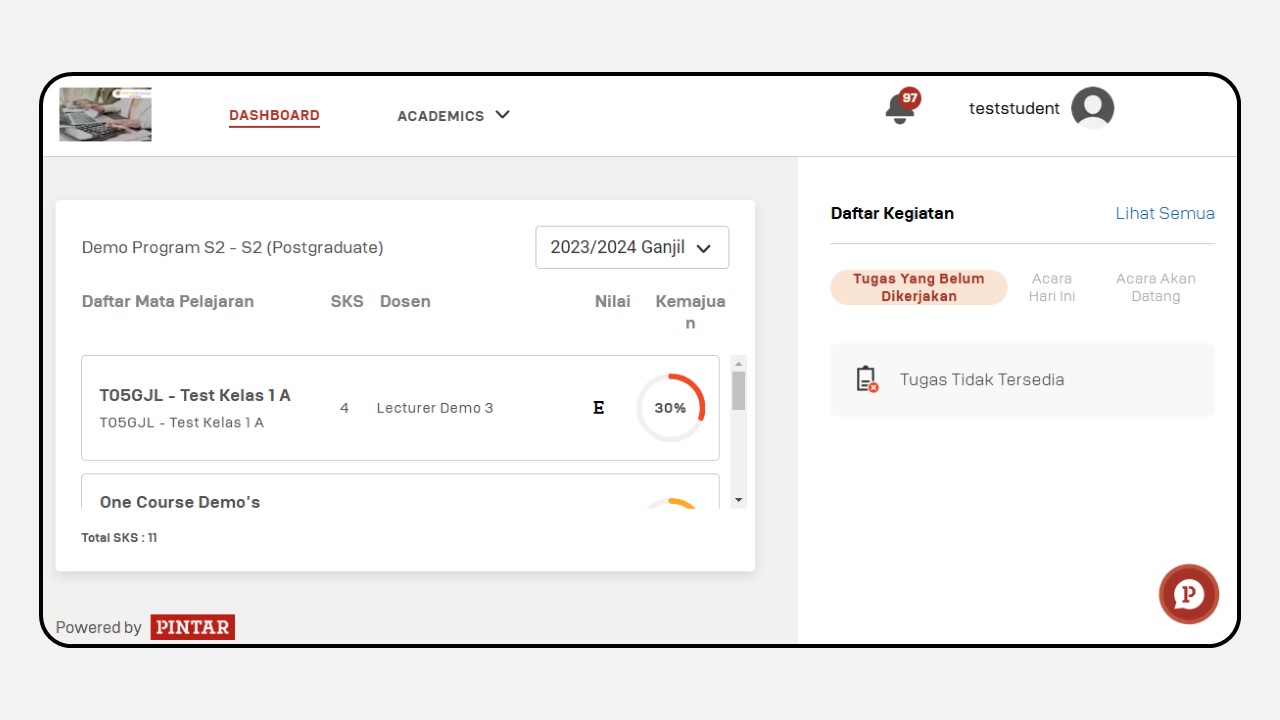 DASHBOARD
ACADEMICS
97
teststudent
Demo Program S2 - S2 (Postgraduate)
2023/2024 Ganjil
Daftar Mata Pelajaran SKS Dosen Nilai Kemajua
n
T05GJL - Test Kelas 1 A
T05GJL - Test Kelas 1 A
4
Lecturer Demo 3
E
30%
One Course Demo's
Total SKS : 11
Powered by PINTAR
Daftar Kegiatan
Lihat Semua
Tugas Yang Belum
Dikerjakan
Acara
Hari Ini
Acara Akan
Datang
Tugas Tidak Tersedia
P